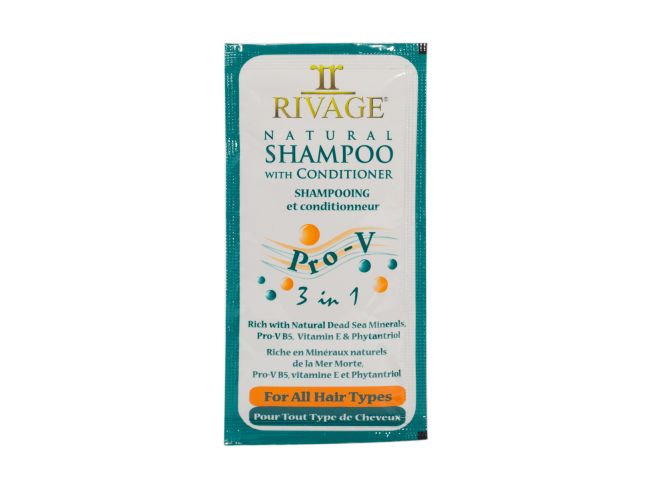 RIVAGE®
NATURAL
SHAMPOO
WITH CONDITIONER
SHAMPOOING
et conditionneur
Pro-V
3 in 1
Rich with Natural Dead Sea Minerals,
Pro-V B5, Vitamin E & Phytantriol
Riche en Minéraux naturels
de la Mer Morte,
Pro-V B5, vitamine E et Phytantriol
For All Hair Types
Pour Tout Type de Cheveux